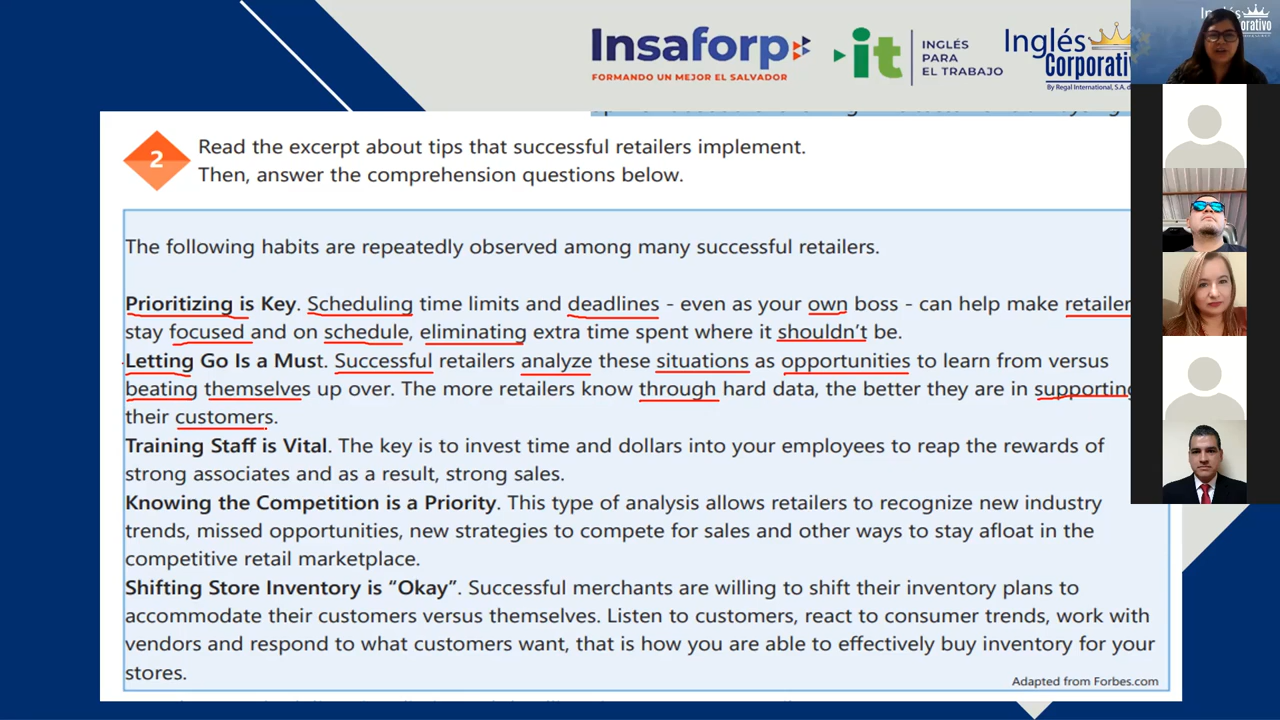 Insaforp
FORMANDO UN MEJOR EL SALVADOR
it
INGLÉS
PARA
EL TRABAJO
Inglés
Corporativo
By Regal International, S.A. d
2
Read the excerpt about tips that successful retailers implement.
Then, answer the comprehension questions below.
The following habits are repeatedly observed among many successful retailers.
Prioritizing is Key. Scheduling time limits and deadlines - even as your own boss - can help make retailer
stay focused and on schedule, eliminating extra time spent where it shouldn't be.
Letting Go Is a Must. Successful retailers analyze these situations as opportunities to learn from versus
beating themselves up over. The more retailers know through hard data, the better they are in supporting
their customers.
Training Staff is Vital. The key is to invest time and dollars into your employees to reap the rewards of
strong associates and as a result, strong sales.
Knowing the Competition is a Priority. This type of analysis allows retailers to recognize new industry
trends, missed opportunities, new strategies to compete for sales and other ways to stay afloat in the
competitive retail marketplace.
Shifting Store Inventory is “Okay”. Successful merchants are willing to shift their inventory plans to
accommodate their customers versus themselves. Listen to customers, react to consumer trends, work with
vendors and respond to what customers want, that is how you are able to effectively buy inventory for your
stores.
Adapted from Forbes.com